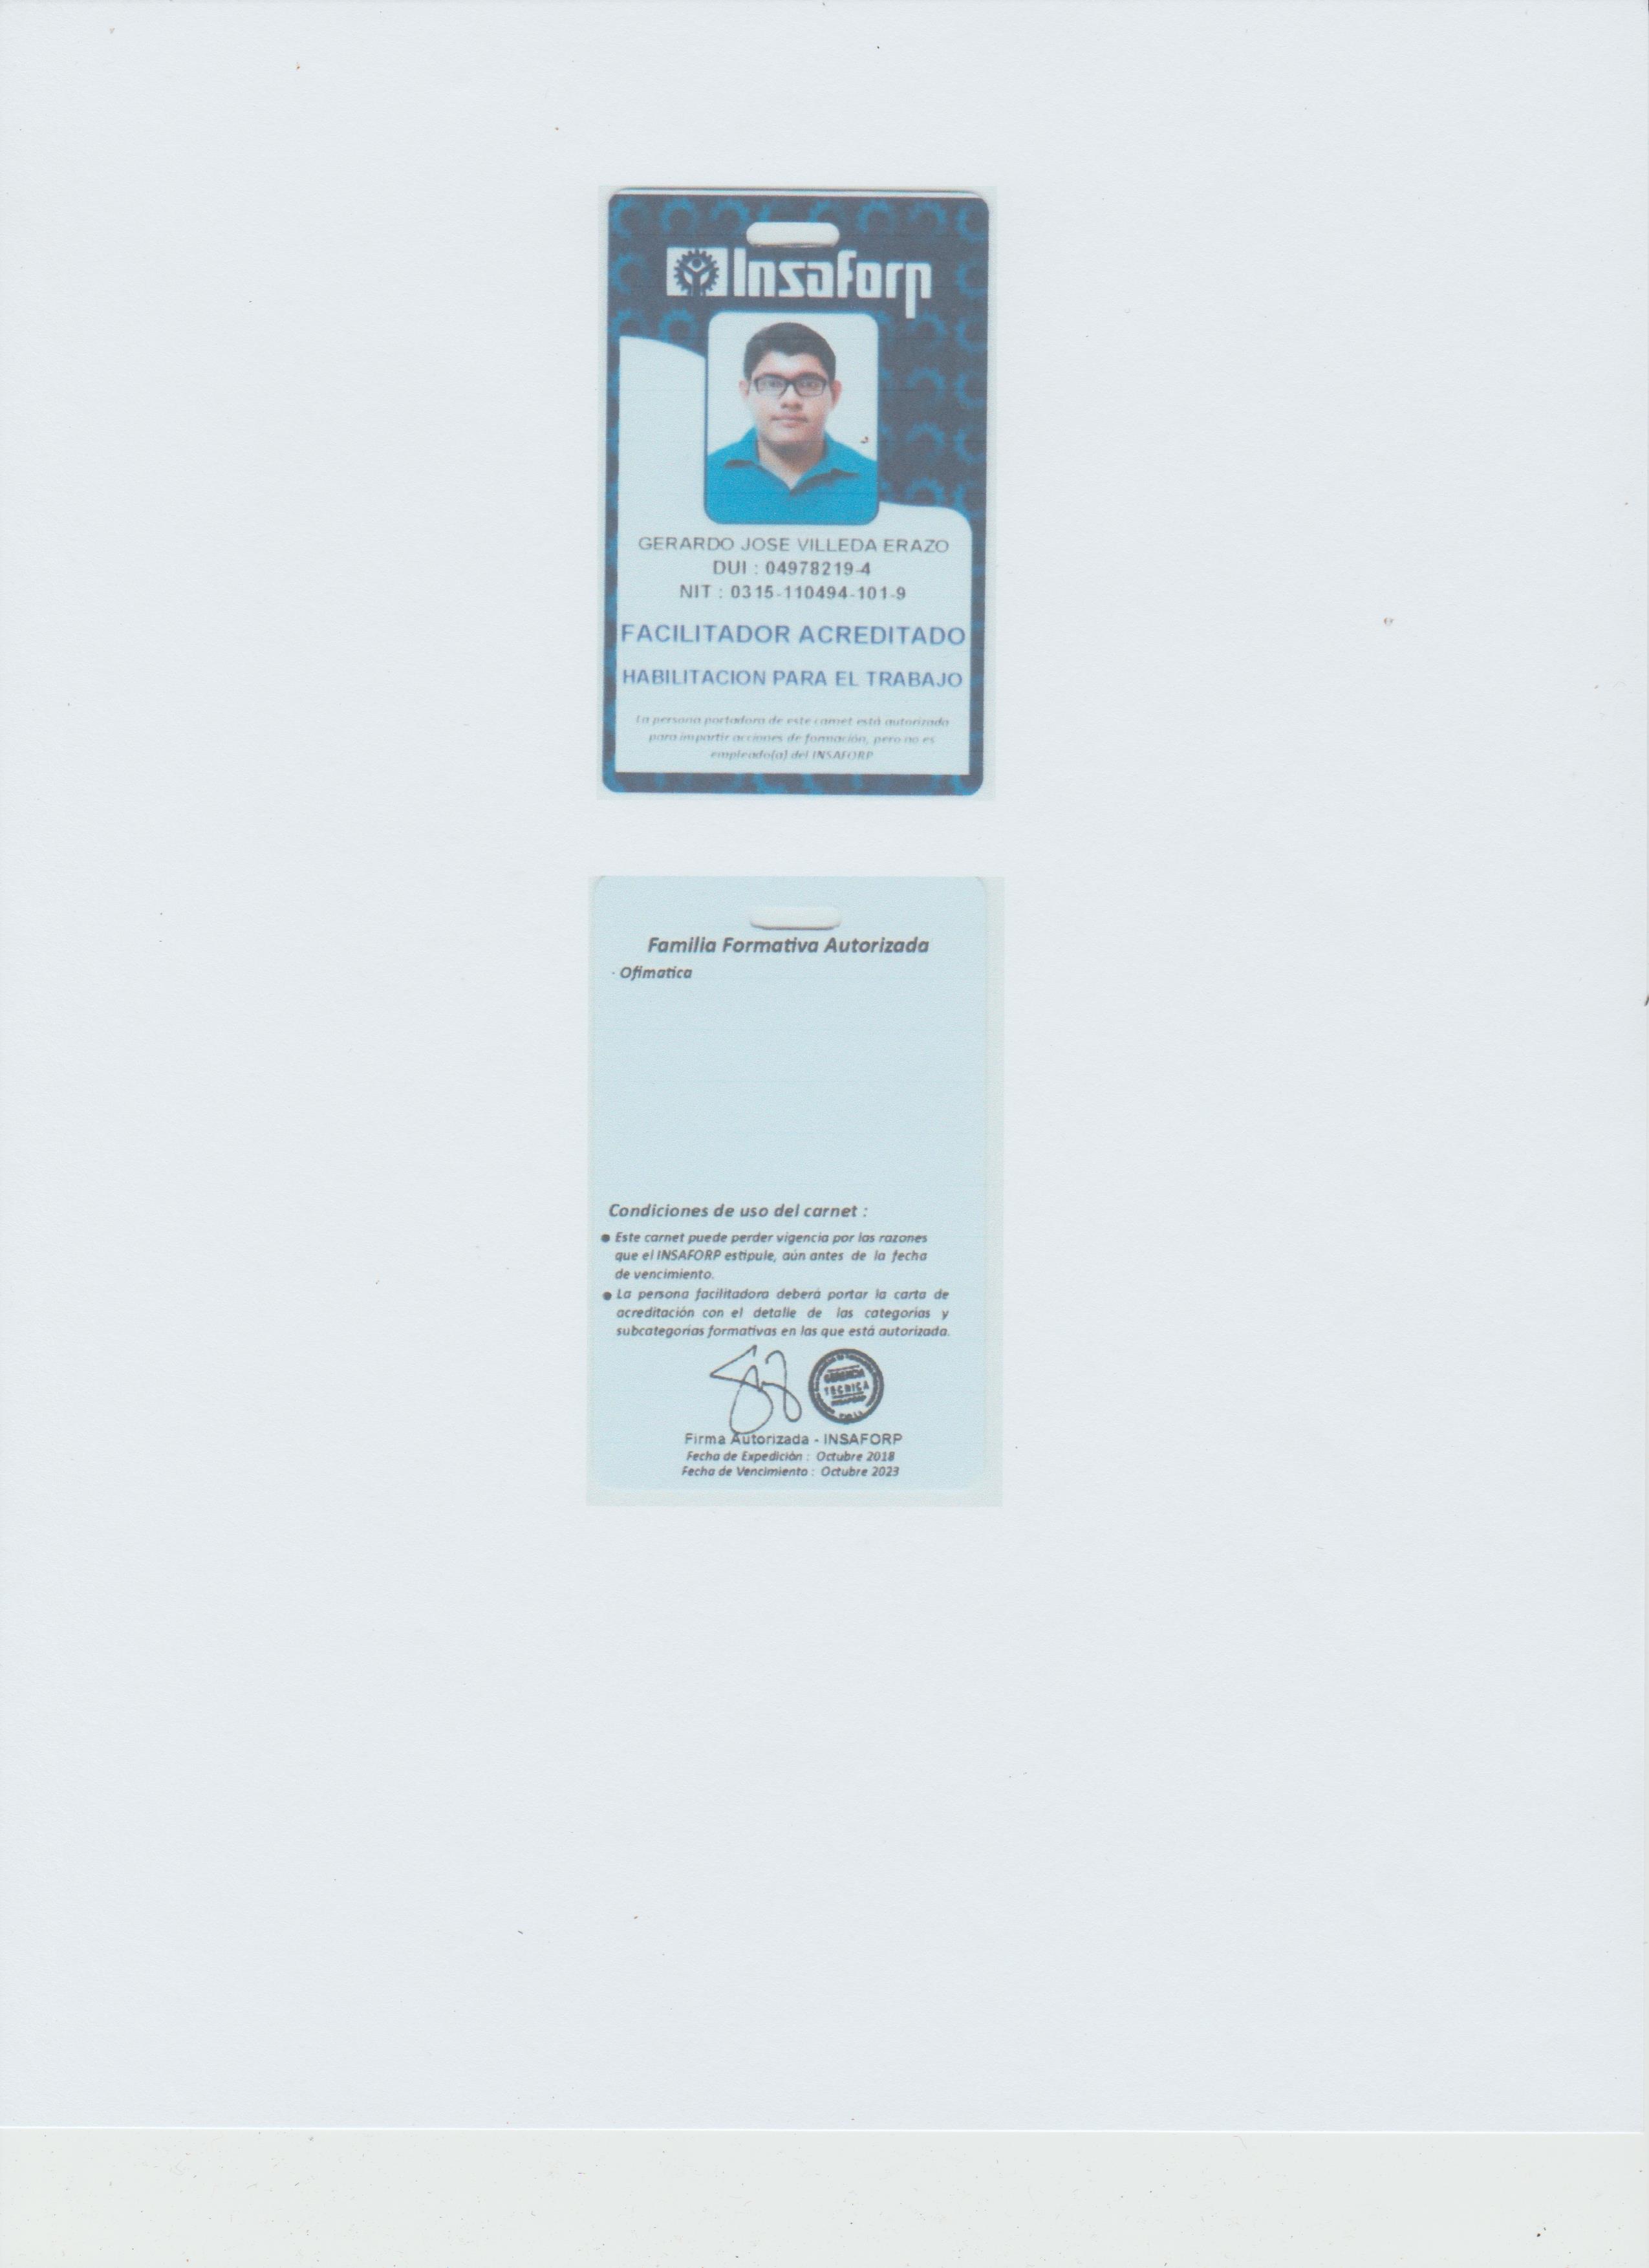 Insaforp
GERARDO JOSE VILLEDA ERAZO
DUI : 04978219-4
NIT : 0315-110494-101-9
FACILITADOR ACREDITADO
HABILITACION PARA EL TRABAJO
La persona portadora de este carnet está autorizada
para impartir acciones de formación, pero no es
empleado(a) del INSAFORP
Familia Formativa Autorizada
- Ofimatica
Condiciones de uso del carnet :
● Este carnet puede perder vigencia por las razones
que el INSAFORP estipule, aún antes de la fecha
de vencimiento.
● La persona facilitadora deberá portar la carta de
acreditación con el detalle de las categorías y
subcategorías formativas en las que está autorizada.
GERENCIA
TECNICA
INSAFORP
Firma Autorizada - INSAFORP
Fecha de Expedición : Octubre 2018
Fecha de Vencimiento : Octubre 2023